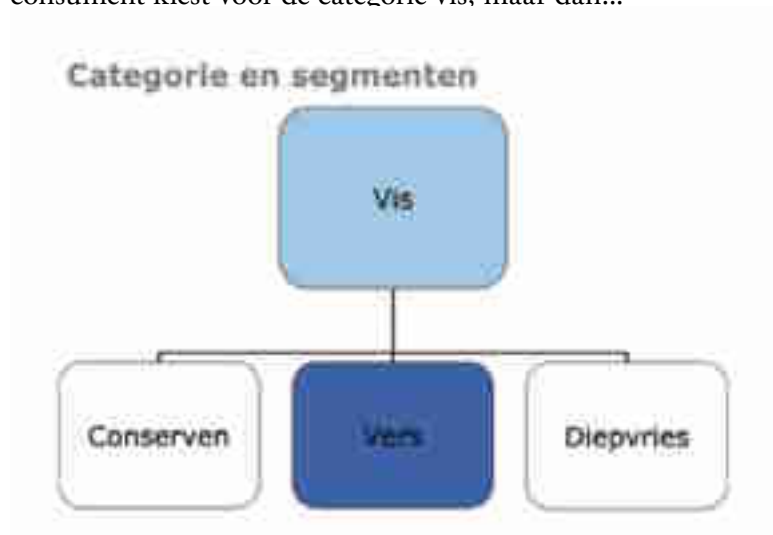 consument kiest voor de categorie vis, maar dan...
Categorie en segmenten
Vis
Conserven
Vers
Diepvries